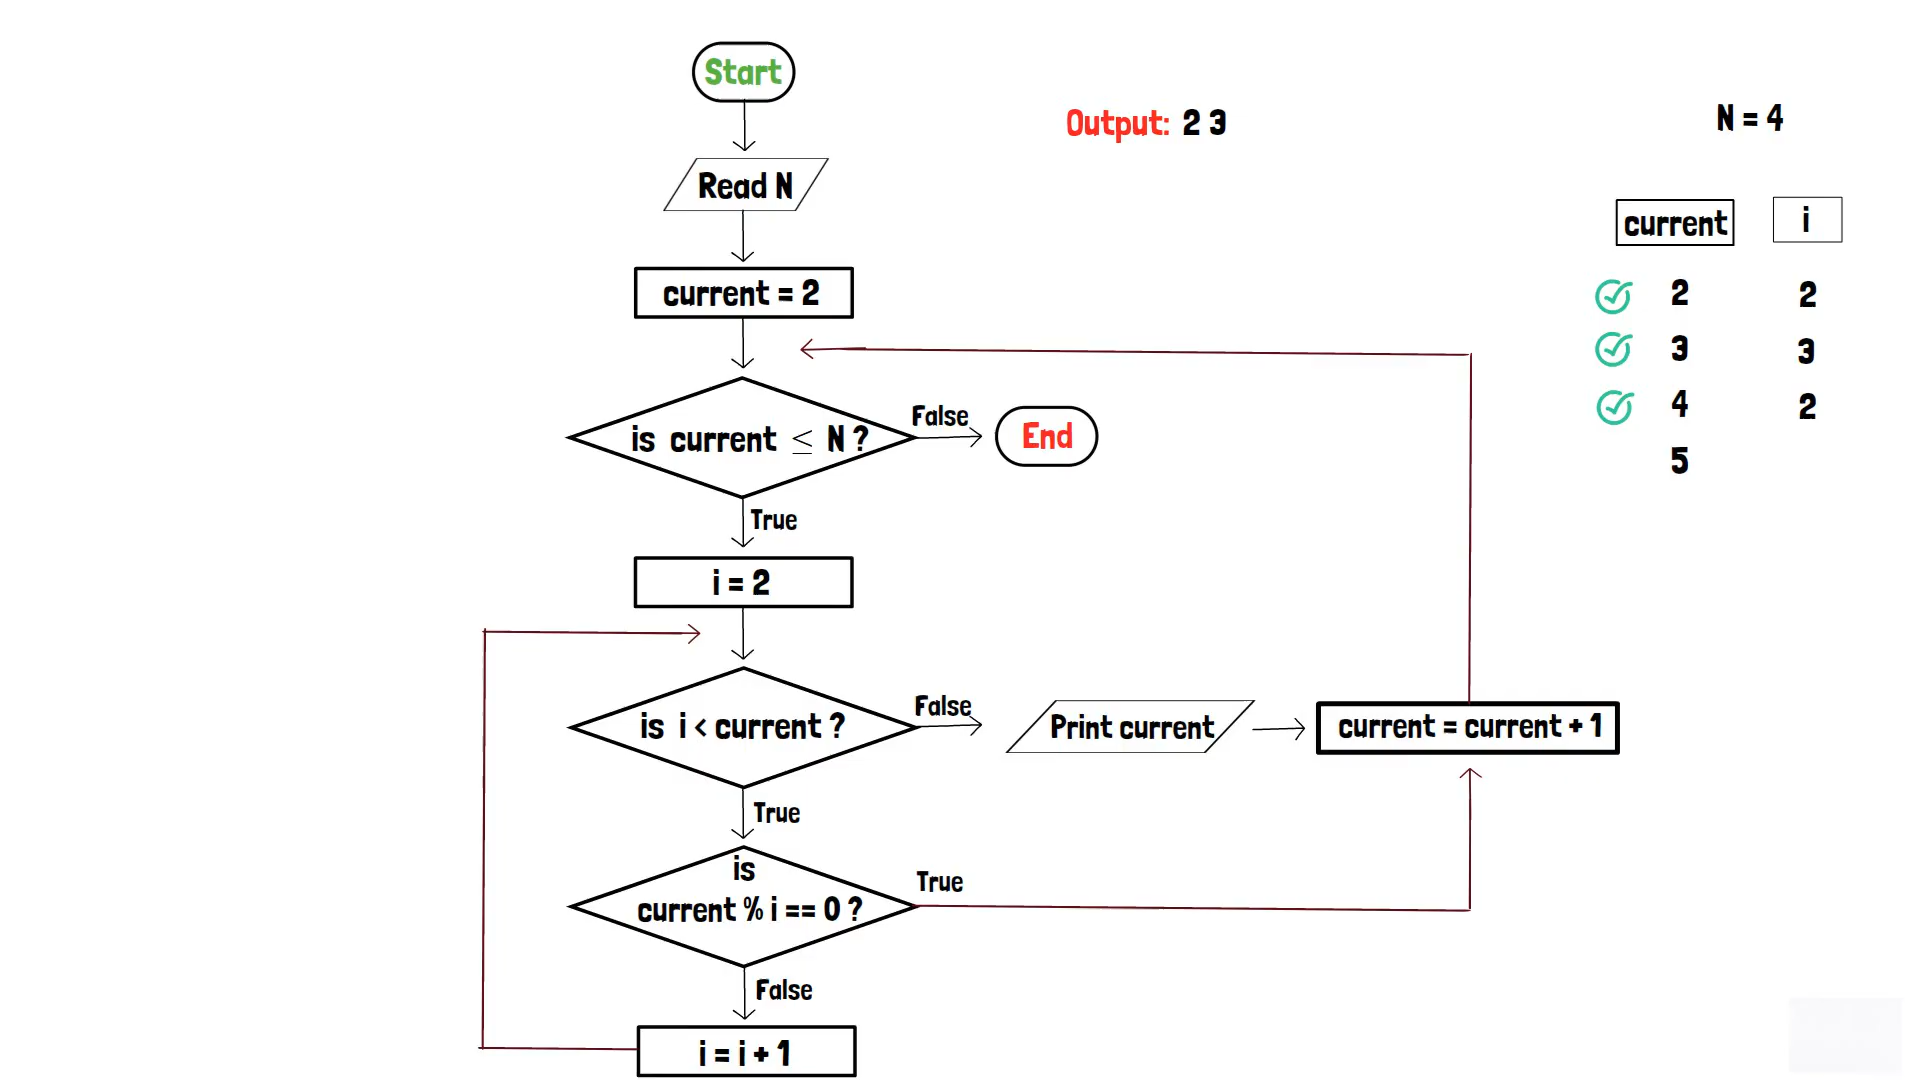 Start
Output: 2 3
N = 4
Read N
current
i
current = 2
2
2
3
3
4
2
5
is current ≤ N ?
False
End
True
i = 2
is i < current ?
False
Print current
current = current + 1
True
is
current % i == 0 ?
True
False
i = i + 1